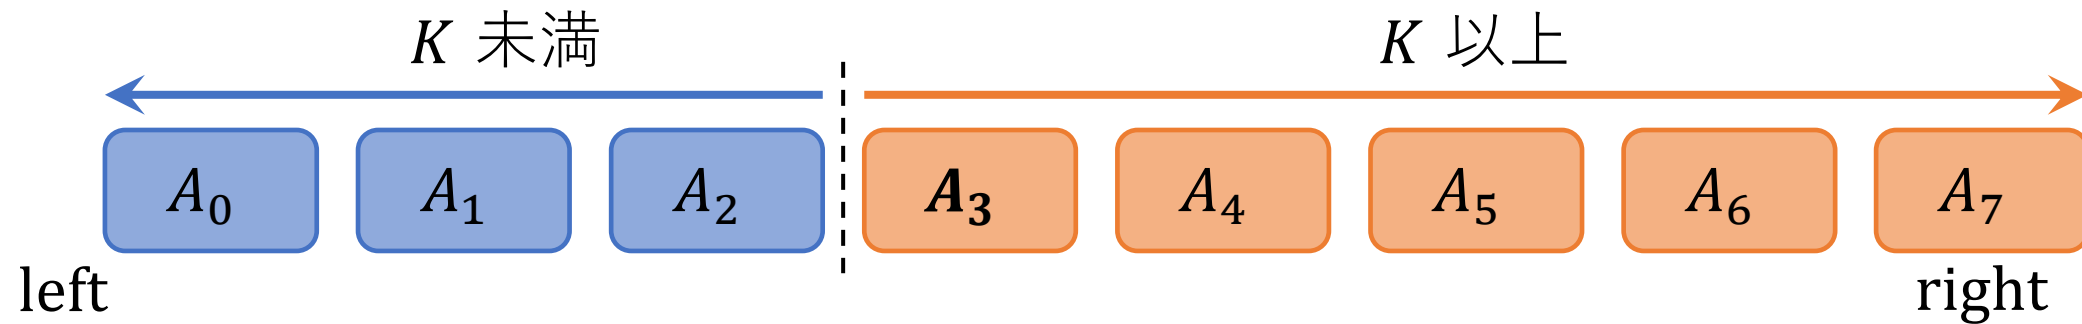 K 未満 K 以上
A₀ A₁ A₂ A₃ A₄ A₅ A₆ A₇
left right